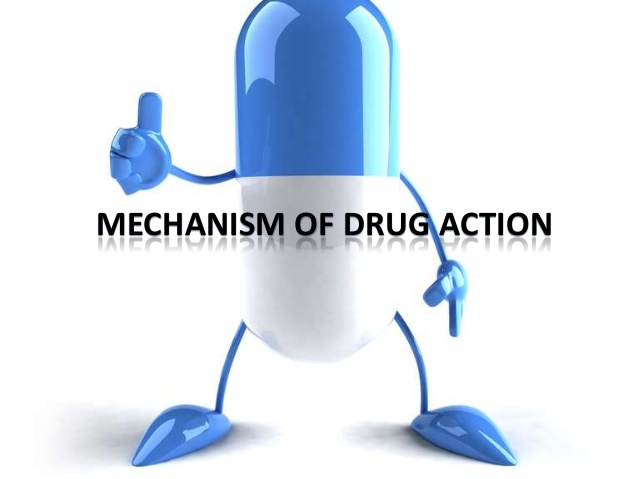 MECHANISM OF DRUG ACTION